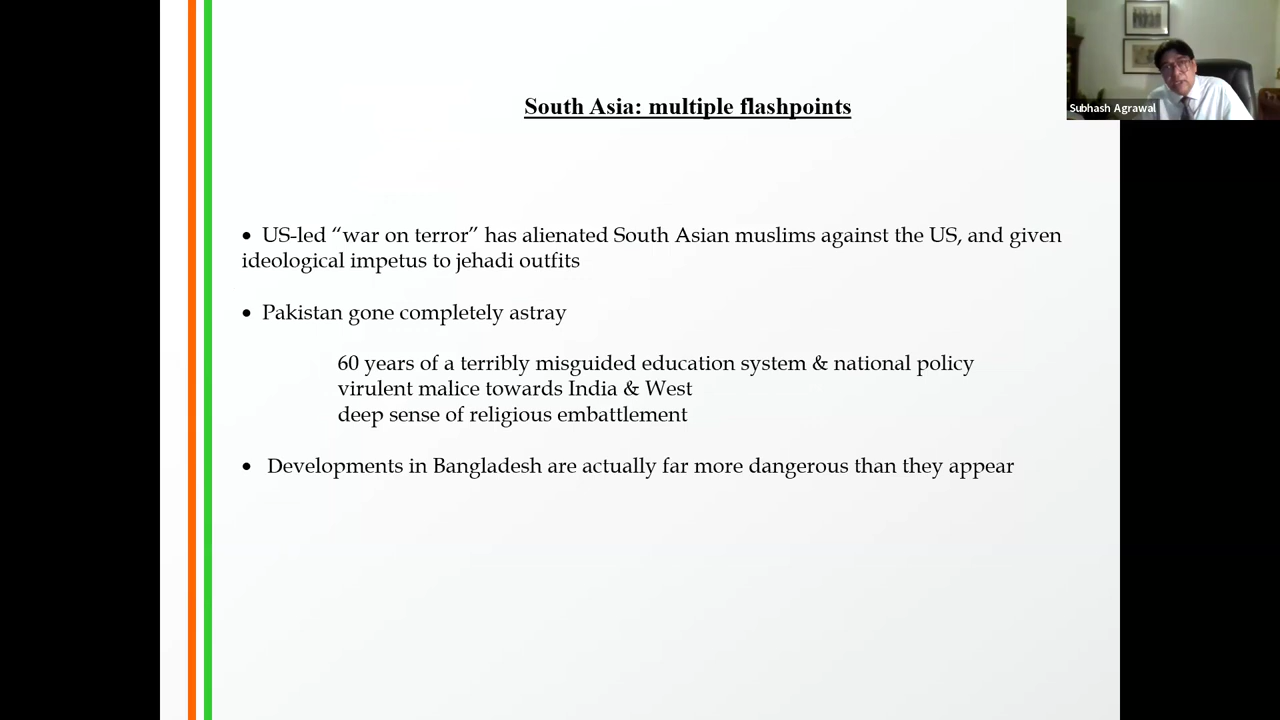 South Asia: multiple flashpoints
Subhash Agrawal
• US-led “war on terror” has alienated South Asian muslims against the US, and given
ideological impetus to jehadi outfits
• Pakistan gone completely astray
60 years of a terribly misguided education system & national policy
virulent malice towards India & West
deep sense of religious embattlement
• Developments in Bangladesh are actually far more dangerous than they appear